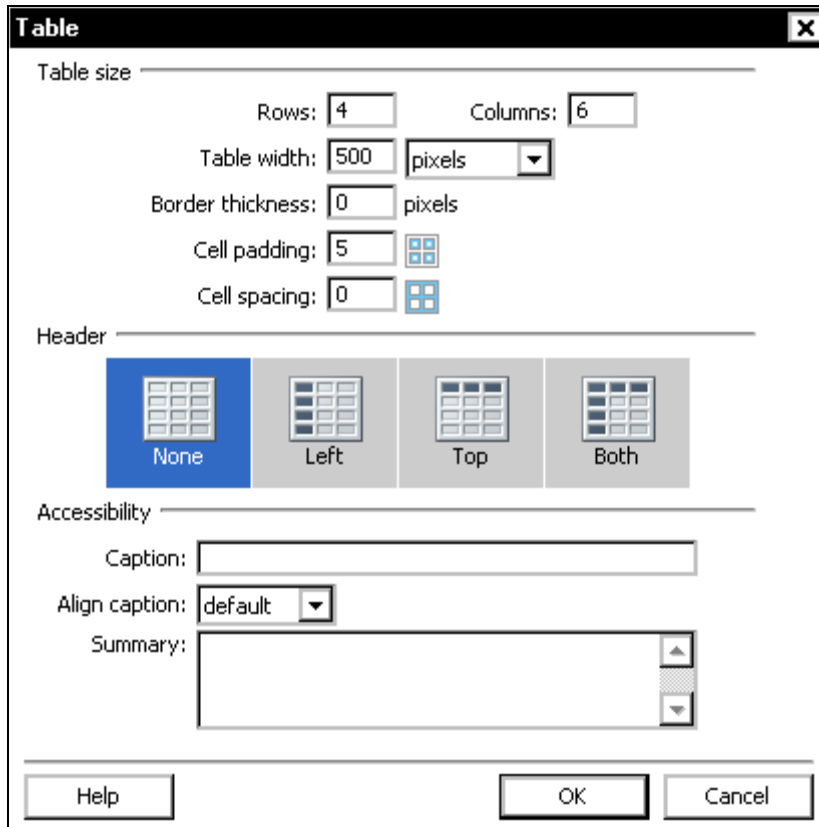 Table
Table size
Rows: 4 Columns: 6
Table width: 500 pixels
Border thickness: 0 pixels
Cell padding: 5
Cell spacing: 0
Header
None Left Top Both
Accessibility
Caption:
Align caption: default
Summary:
Help OK Cancel